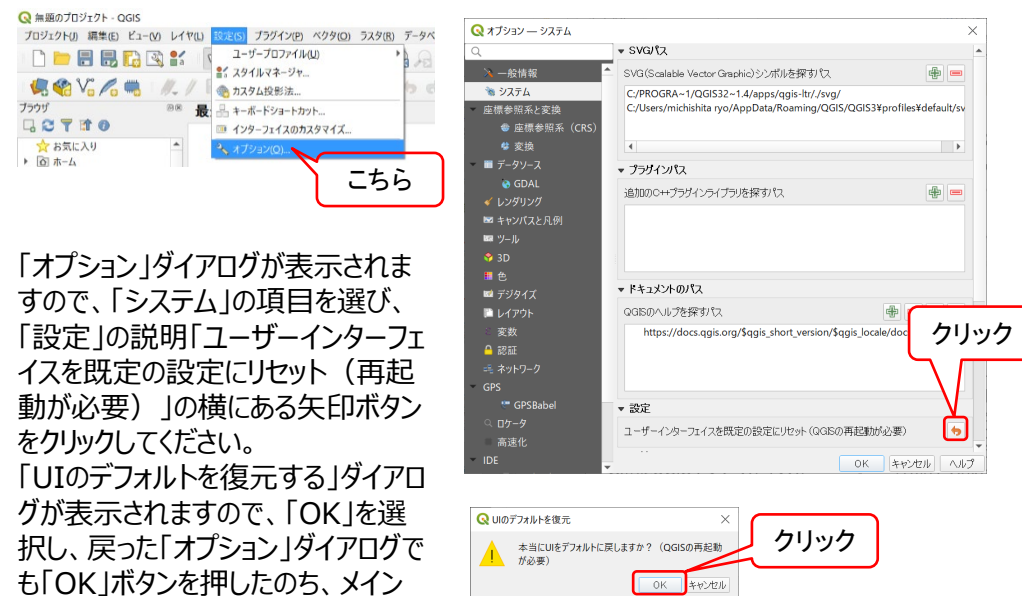 無題のプロジェクト - QGIS
プロジェクト(J) 編集(E) ビュー(V) レイヤ(L) 設定(S) プラグイン(P) ベクタ(O) ラスタ(R) データベ
ユーザープロファイル(U)
スタイルマネージャ...
カスタム投影法...
キーボードショートカット...
インターフェイスのカスタマイズ...
オプション(O)...
ブラウザ
最
お気に入り
ホーム
こちら
「オプション」ダイアログが表示されま
すので、「システム」の項目を選び、
「設定」の説明「ユーザーインターフェ
イスを既定の設定にリセット（再起
動が必要）」の横にある矢印ボタン
をクリックしてください。
「UIのデフォルトを復元する」ダイアロ
グが表示されますので、「OK」を選
択し、戻った「オプション」ダイアログで
も「OK」ボタンを押したのち、メイン
オプション — システム
一般情報
システム
座標参照系と変換
座標参照系（CRS）
変換
データソース
GDAL
レンダリング
キャンバスと凡例
ツール
3D
色
デジタイズ
レイアウト
変数
認証
ネットワーク
GPS
GPSBabel
ロケータ
高速化
IDE
SVGパス
SVG(Scalable Vector Graphic)シンボルを探すパス
C:/PROGRA~1/QGIS32~1.4/apps/qgis-ltr/./svg/
C:/Users/michishita ryo/AppData/Roaming/QGIS/QGIS3¥profiles¥default/sv
プラグインパス
追加のC++プラグインライブラリを探すパス
ドキュメントのパス
QGISのヘルプを探すパス
https://docs.qgis.org/$qgis_short_version/$qgis_locale/doc
クリック
設定
ユーザーインターフェイスを既定の設定にリセット(QGISの再起動が必要)
OK キャンセル ヘルプ
UIのデフォルトを復元
本当にUIをデフォルトに戻しますか？（QGISの再起動
が必要）
OK キャンセル
クリック